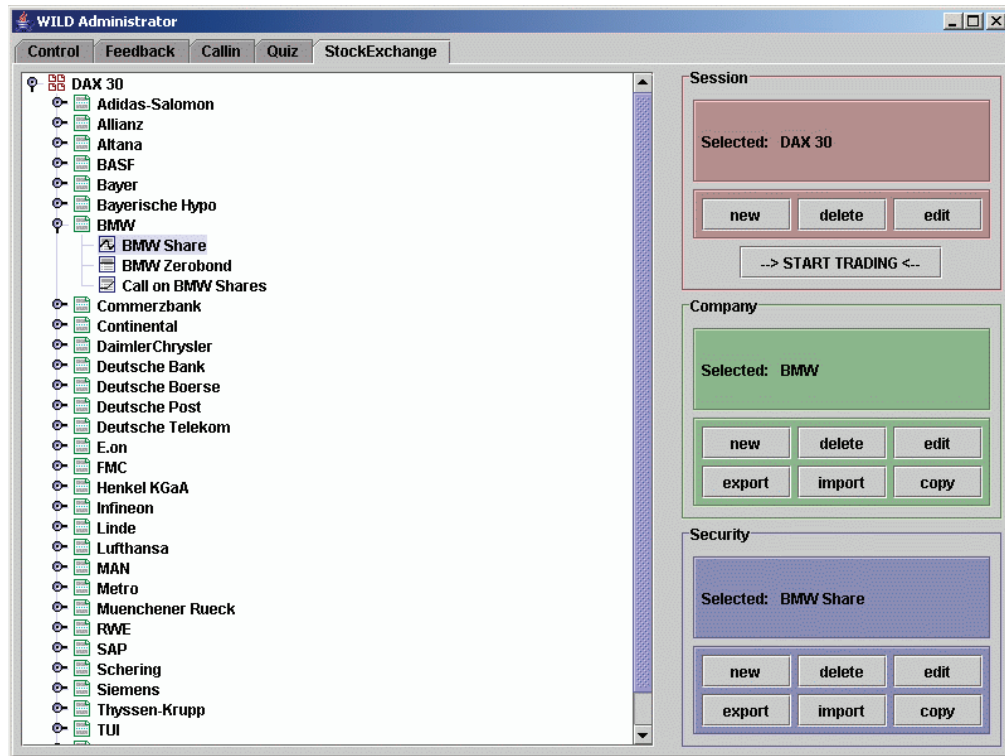 WILD Administrator
Control Feedback Callin Quiz StockExchange
DAX 30
Adidas-Salomon
Allianz
Altana
BASF
Bayer
Bayerische Hypo
BMW
BMW Share
BMW Zerobond
Call on BMW Shares
Commerzbank
Continental
DaimlerChrysler
Deutsche Bank
Deutsche Boerse
Deutsche Post
Deutsche Telekom
E.on
FMC
Henkel KGaA
Infineon
Linde
Lufthansa
MAN
Metro
Muenchener Rueck
RWE
SAP
Schering
Siemens
Thyssen-Krupp
TUI
Session
Selected: DAX 30
new delete edit
--> START TRADING <--
Company
Selected: BMW
new delete edit
export import copy
Security
Selected: BMW Share
new delete edit
export import copy